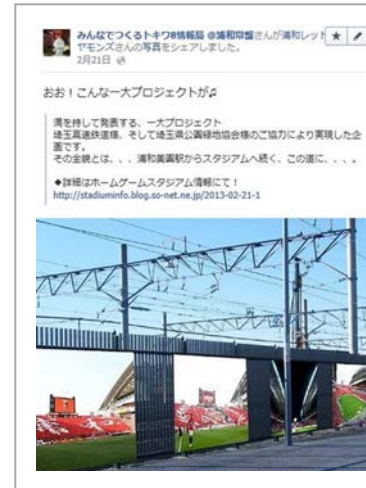 みんなでつくるトキワ8情報局 @浦和常盤さんが浦和レッド
ヤモンズさんの写真をシェアしました。
2月21日
おお！こんな一大プロジェクトが♫
満を持して発表する、一大プロジェクト
埼玉高速鉄道様、そして埼玉県公園緑地協会様のご協力により実現した企
画です。
その全貌とは、、、浦和美園駅からスタジアムへ続く、この道に、、、。
◆詳細はホームゲームスタジアム情報にて！
http://stadiuminfo.blog.so-net.ne.jp/2013-02-21-1